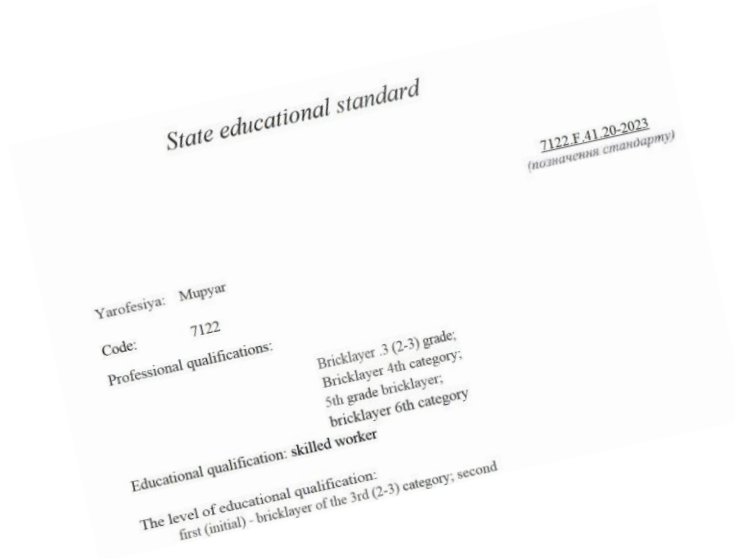 State educational standard
7122.F.41.20-2023
(позначення стандарту)
Yarofesiya: Mupyar
Code: 7122
Professional qualifications:
Bricklayer .3 (2-3) grade;
Bricklayer 4th category;
5th grade bricklayer;
bricklayer 6th category
Educational qualification: skilled worker
The level of educational qualification:
first (initial) - bricklayer of the 3rd (2-3) category; second